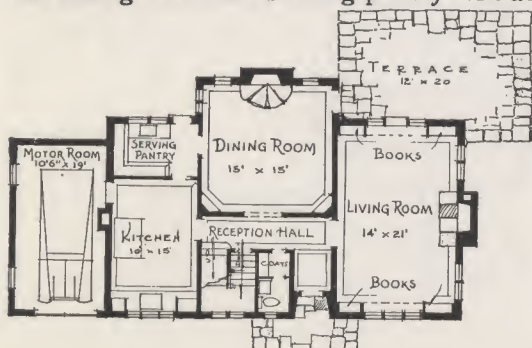 TERRACE
12' x 20
SERVING
PANTRY
DINING ROOM
15' x 15'
BOOKS
MOTOR ROOM
10'6" x 19'
KITCHEN
10' x 15'
RECEPTION HALL
LIVING ROOM
14' x 21'
COATS
BOOKS